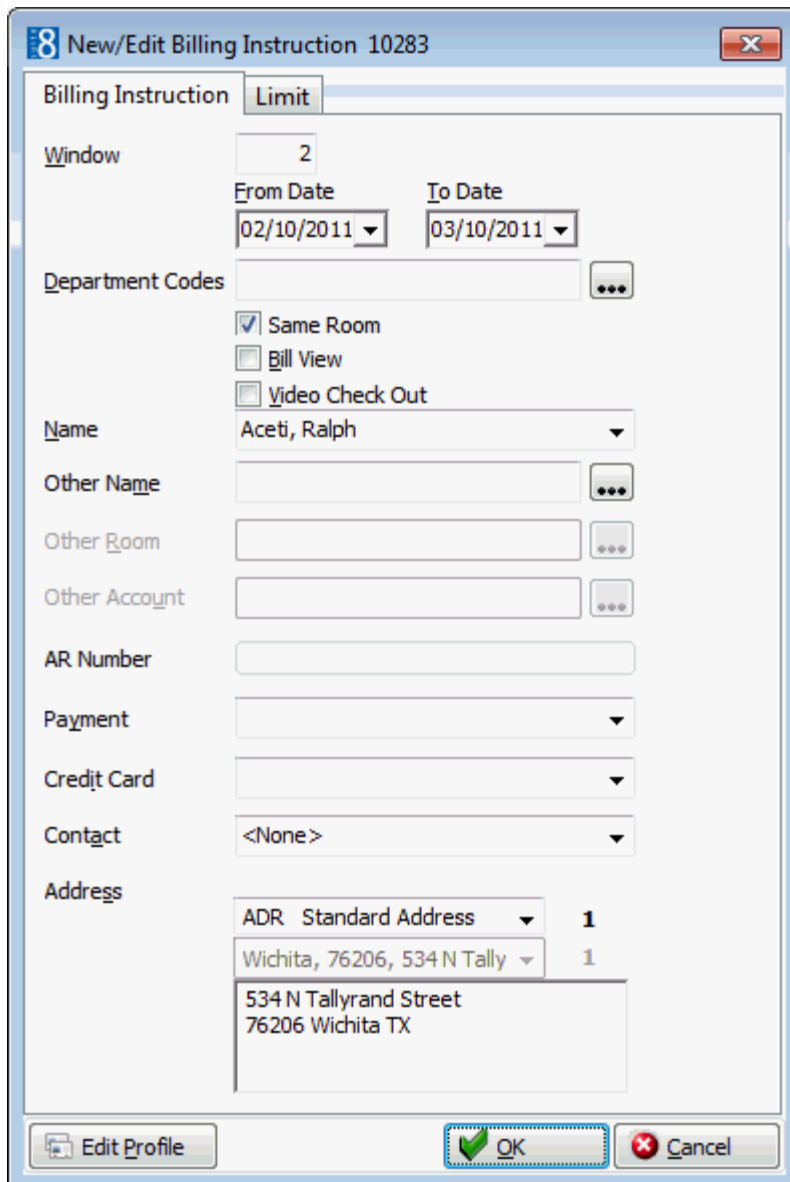 8 New/Edit Billing Instruction 10283
Billing Instruction Limit
Window 2
From Date To Date
02/10/2011 03/10/2011
Department Codes ...
Same Room
Bill View
Video Check Out
Name Aceti, Ralph
Other Name ...
Other Room ...
Other Account ...
AR Number
Payment
Credit Card
Contact <None>
Address
ADR Standard Address 1
Wichita, 76206, 534 N Tally 1
534 N Tallyrand Street
76206 Wichita TX
Edit Profile OK Cancel